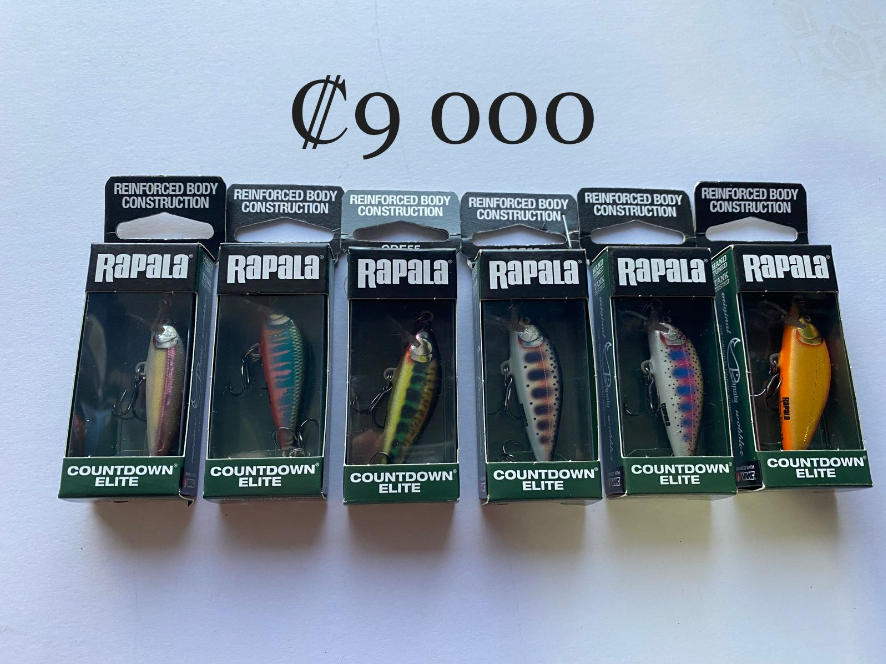 ₡9 000
REINFORCED BODY
CONSTRUCTION
RAPALA®
COUNTDOWN®
ELITE
REINFORCED BODY
CONSTRUCTION
RAPALA®
COUNTDOWN®
ELITE
REINFORCED BODY
CONSTRUCTION
RAPALA®
COUNTDOWN®
ELITE
REINFORCED BODY
CONSTRUCTION
RAPALA®
COUNTDOWN®
ELITE
REINFORCED BODY
CONSTRUCTION
RAPALA®
RAPALA
COUNTDOWN®
ELITE
REINFORCED BODY
CONSTRUCTION
RAPALA®
RAPALA
COUNTDOWN®
ELITE